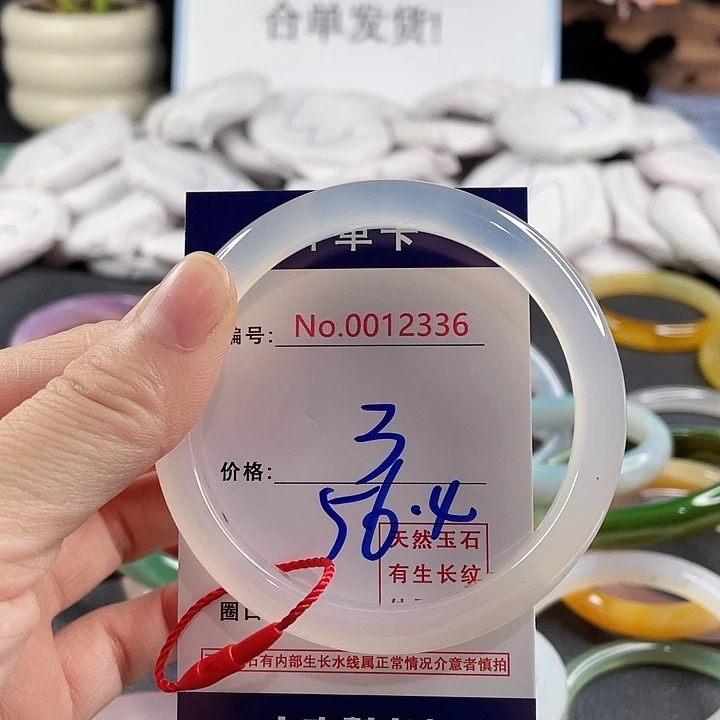 合单发货!
单卡
编号: No.0012336
3
价格:
56.4
天然玉石
有生长纹
圈口
石有内部生长水线属正常情况介意者慎拍